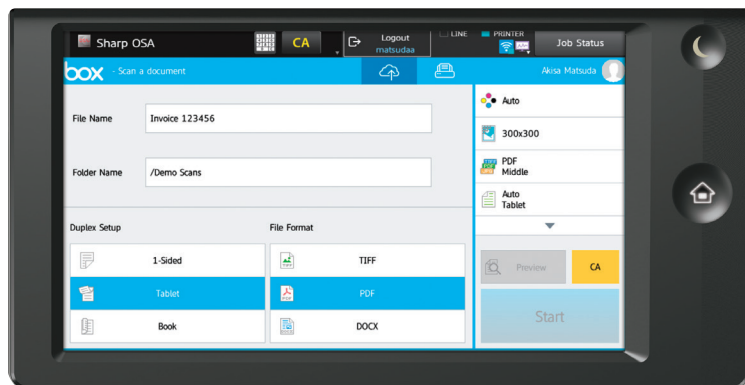 Sharp OSA
CA
Logout
matsudaa
LINE
PRINTER
Job Status
box - Scan a document
Akisa Matsuda
File Name
Invoice 123456
Folder Name
/Demo Scans
Duplex Setup
File Format
1-Sided
TIFF
Tablet
PDF
Book
DOCX
Auto
300x300
PDF
Middle
Auto
Tablet
Preview
CA
Start